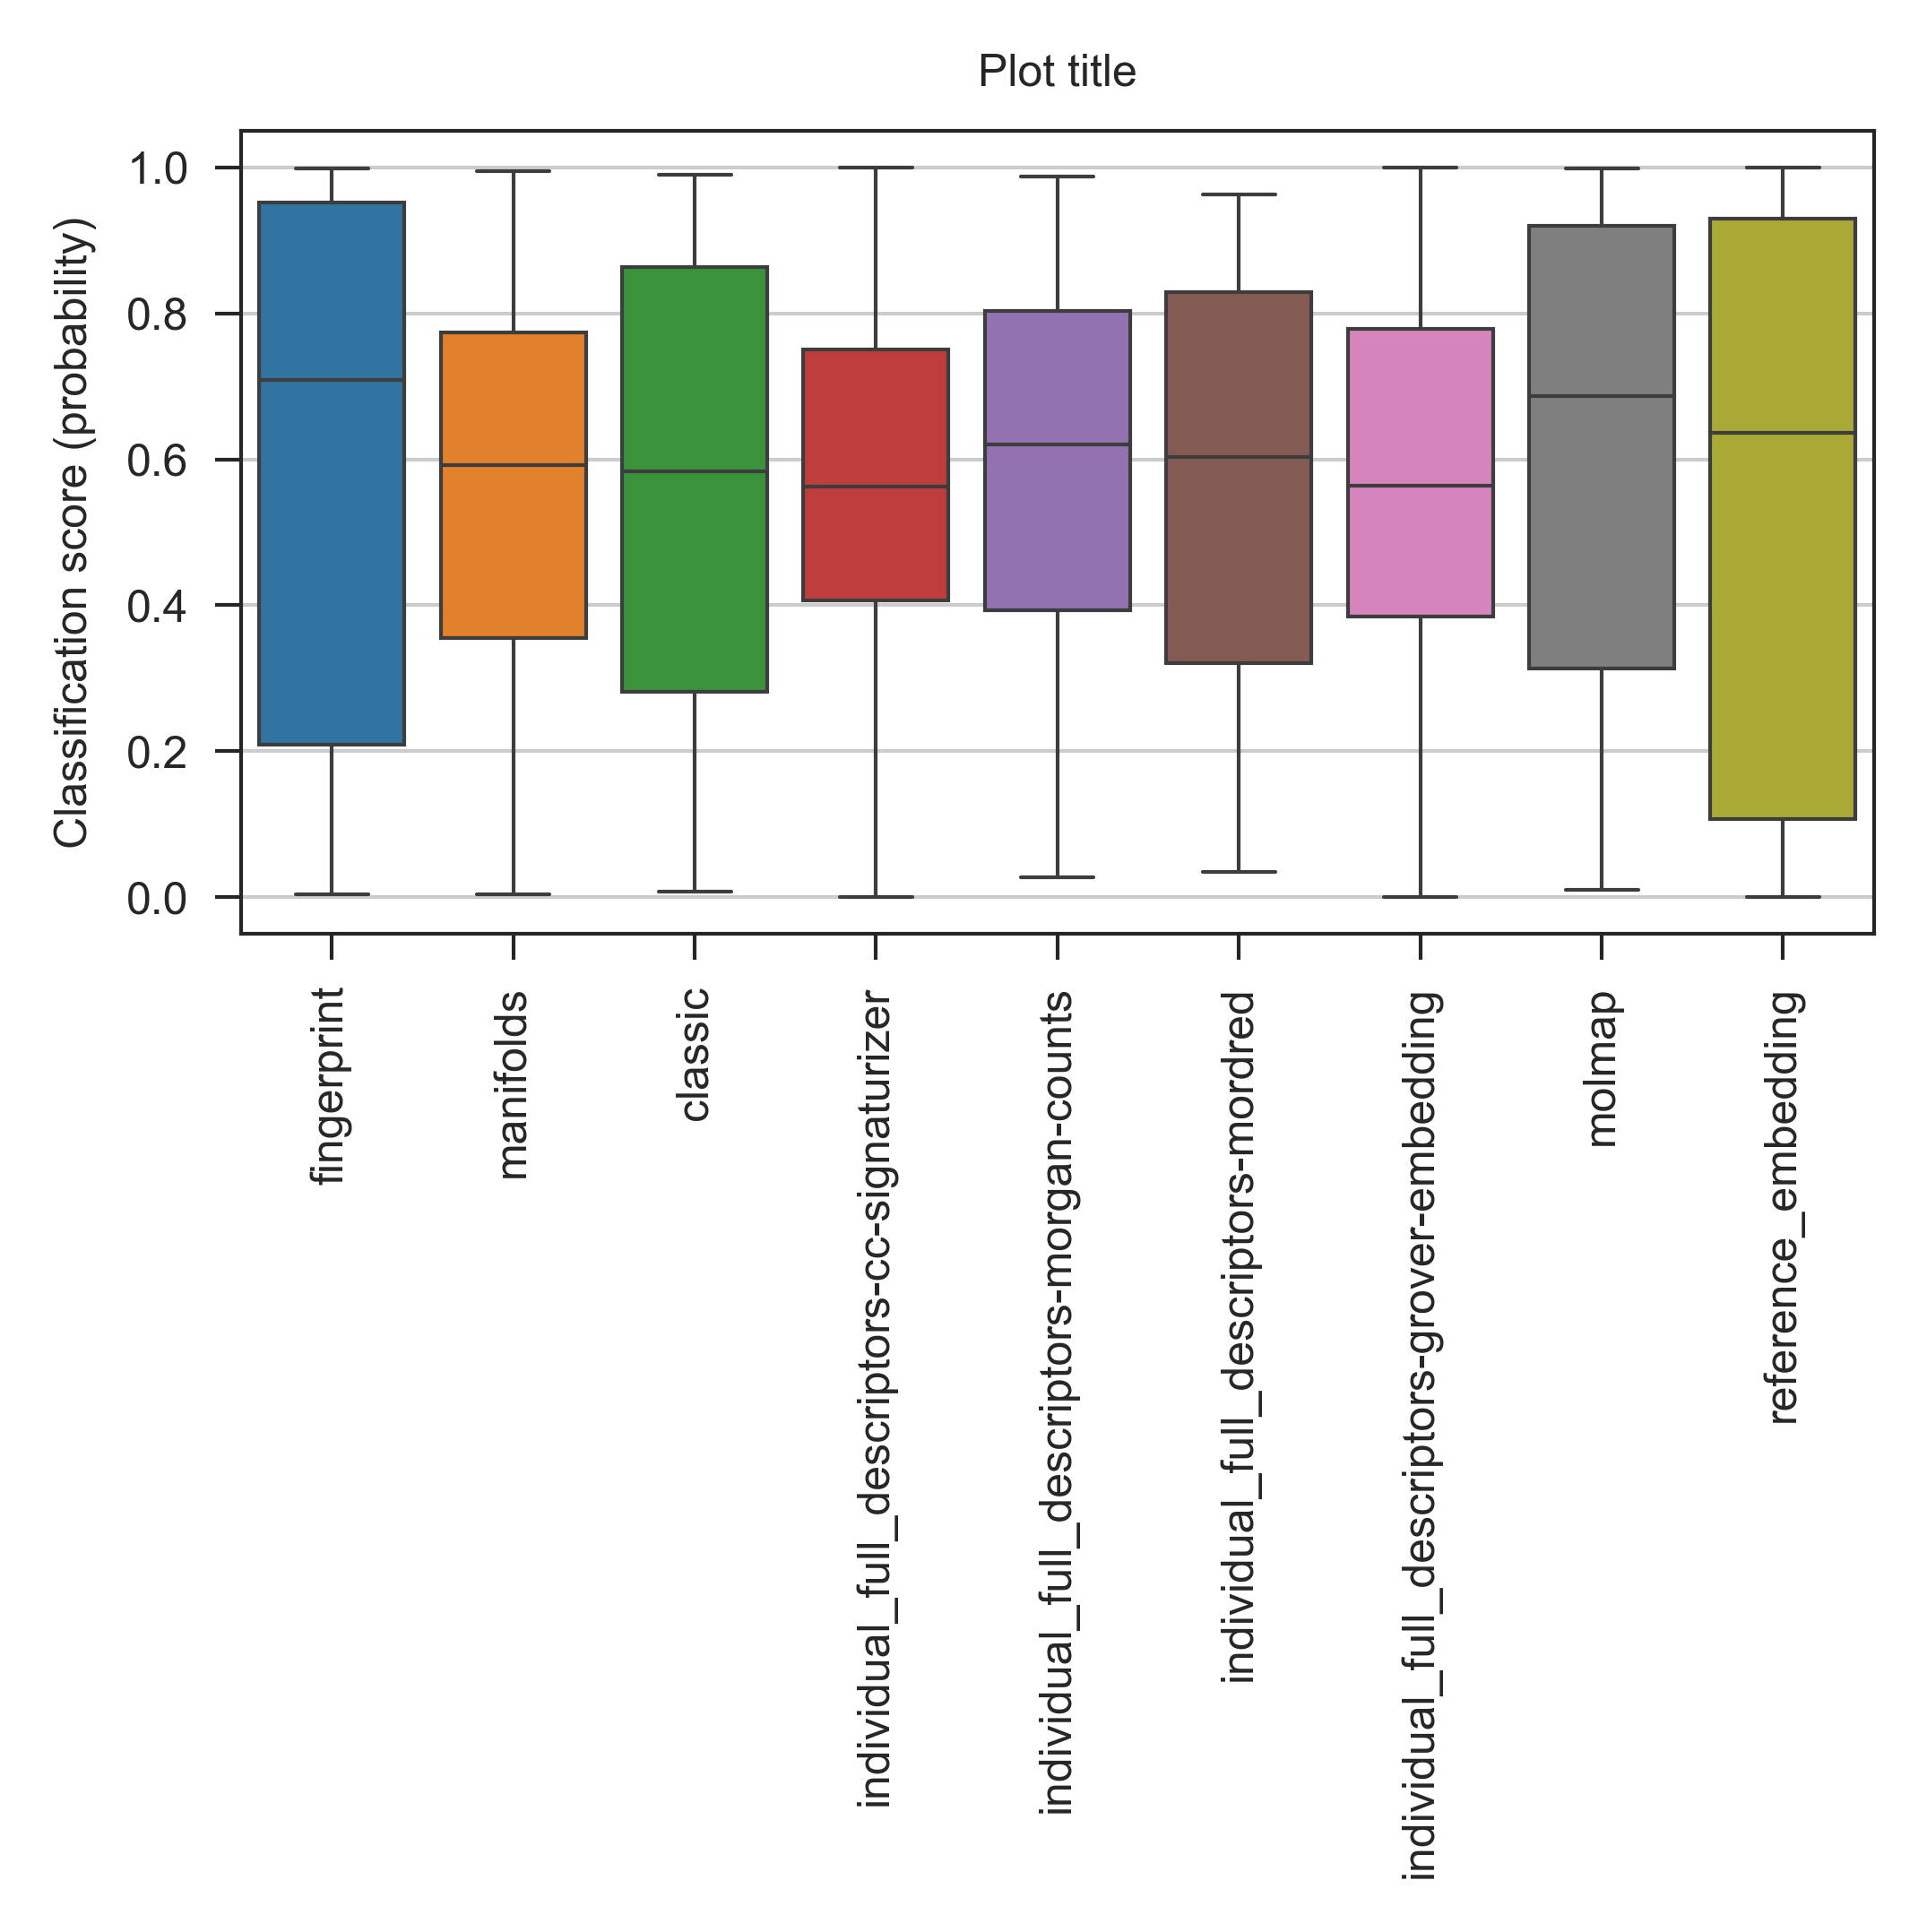 Plot title
Classification score (probability)
1.0
0.8
0.6
0.4
0.2
0.0
fingerprint
manifolds
classic
individual_full_descriptors-cc-signaturizer
individual_full_descriptors-morgan-counts
individual_full_descriptors-mordred
individual_full_descriptors-grover-embedding
molmap
reference_embedding